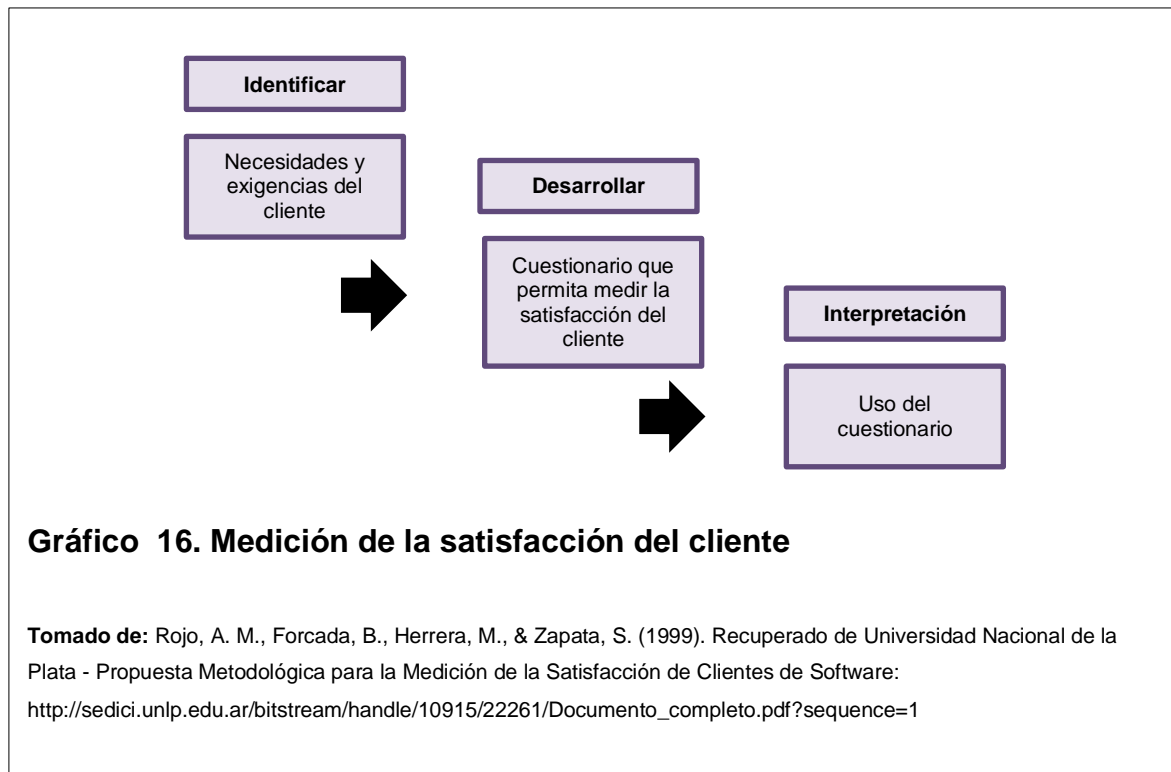 Identificar
Necesidades y
exigencias del
cliente
Desarrollar
Cuestionario que
permita medir la
satisfacción del
cliente
Interpretación
Uso del
cuestionario
Gráfico  16. Medición de la satisfacción del cliente
Tomado de: Rojo, A. M., Forcada, B., Herrera, M., & Zapata, S. (1999). Recuperado de Universidad Nacional de la
Plata - Propuesta Metodológica para la Medición de la Satisfacción de Clientes de Software:
http://sedici.unlp.edu.ar/bitstream/handle/10915/22261/Documento_completo.pdf?sequence=1